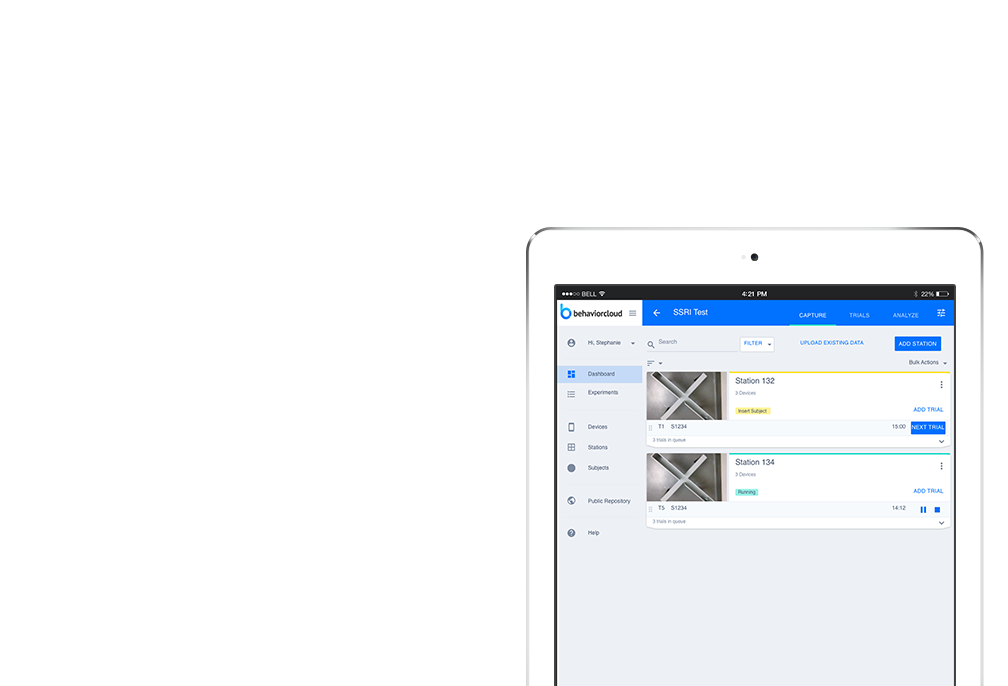 BELL 4:21 PM 22%
behaviorcloud SSRI Test CAPTURE TRIALS ANALYZE
Hi, Stephanie Search FILTER UPLOAD EXISTING DATA ADD STATION
Bulk Actions
Dashboard
Experiments
Devices
Stations
Subjects
Public Repository
Help
Station 132
3 Devices
Insert Subject ADD TRIAL
T1 S1234 15:00 NEXT TRIAL
3 trials in queue
Station 134
3 Devices
Running ADD TRIAL
T5 S1234 14:12
3 trials in queue